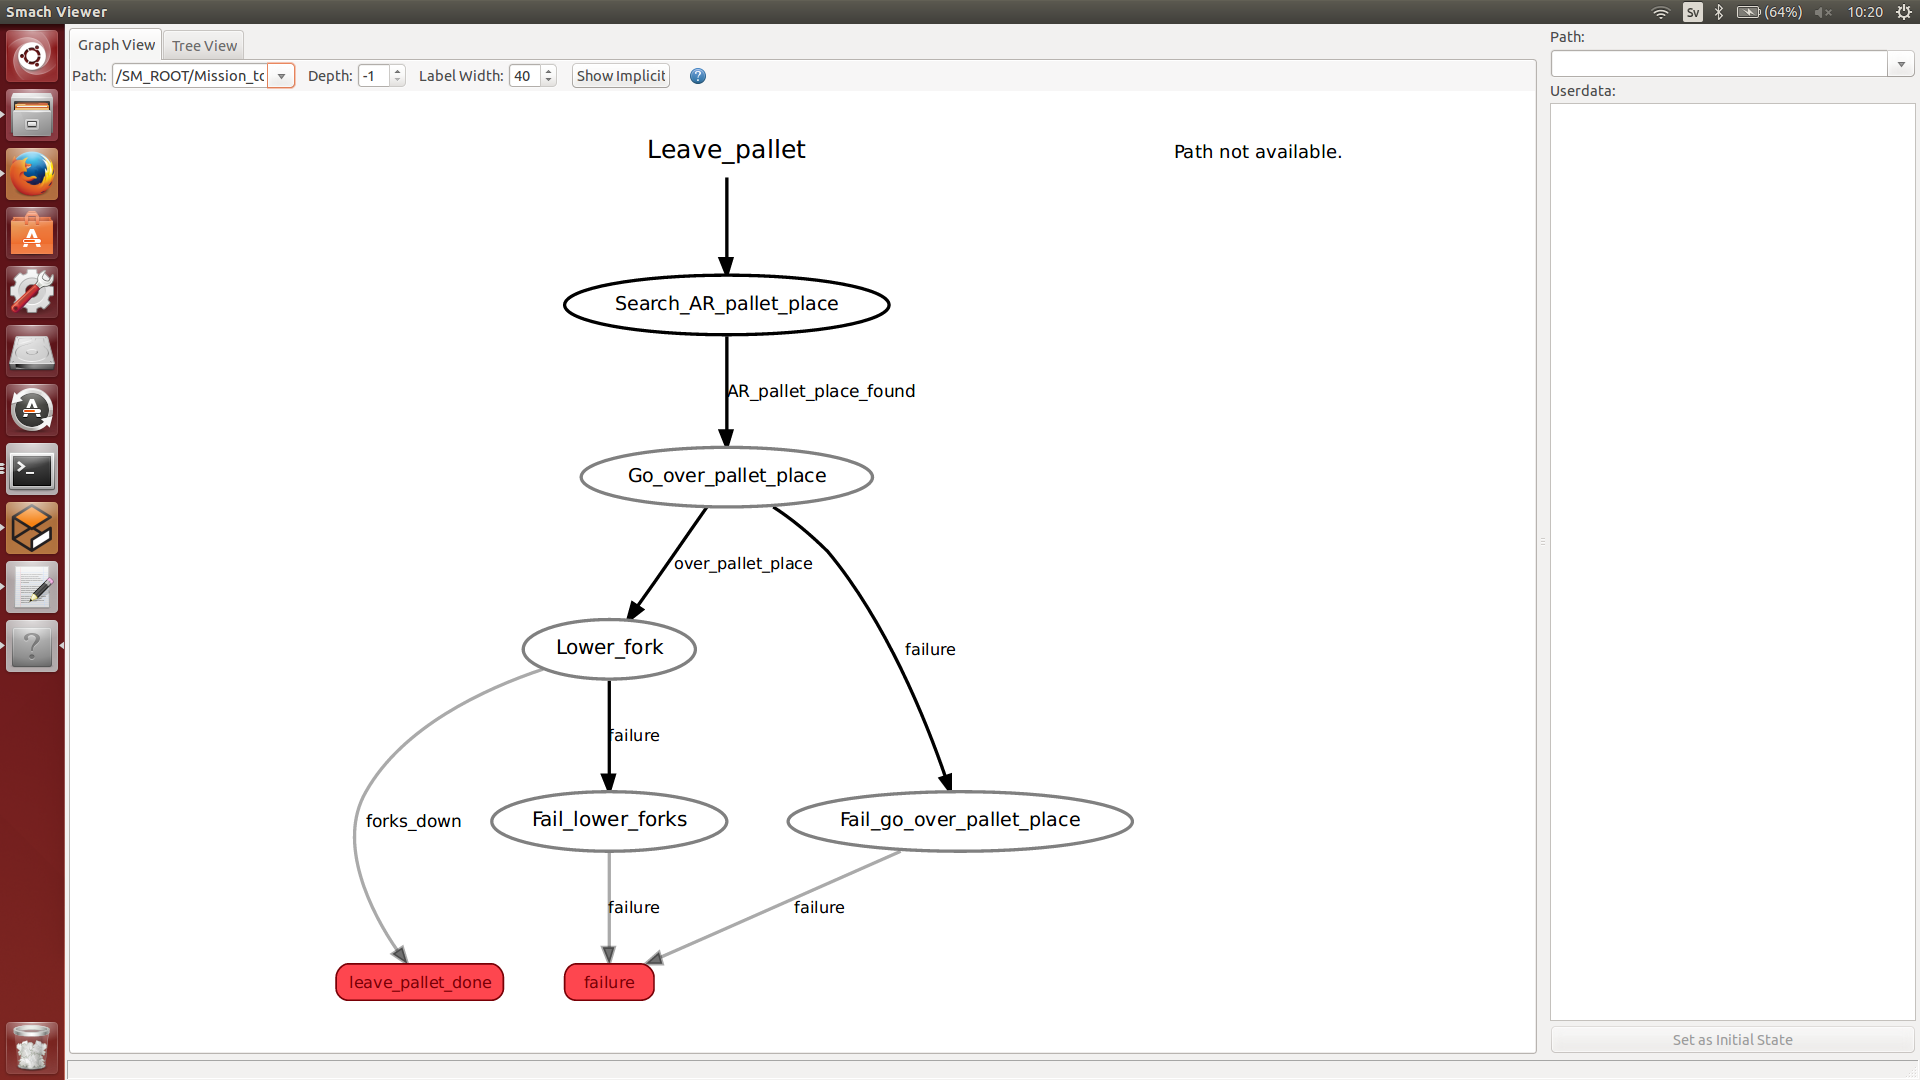 Smach Viewer
Sv
(64%)
10:20
Graph View
Tree View
Path:
/SM_ROOT/Mission_to
Depth:
-1
Label Width:
40
Show Implicit
?
Path:
Userdata:
Leave_pallet
Path not available.
Search_AR_pallet_place
AR_pallet_place_found
Go_over_pallet_place
over_pallet_place
Lower_fork
failure
failure
forks_down
Fail_lower_forks
Fail_go_over_pallet_place
failure
failure
leave_pallet_done
failure
Set as Initial State